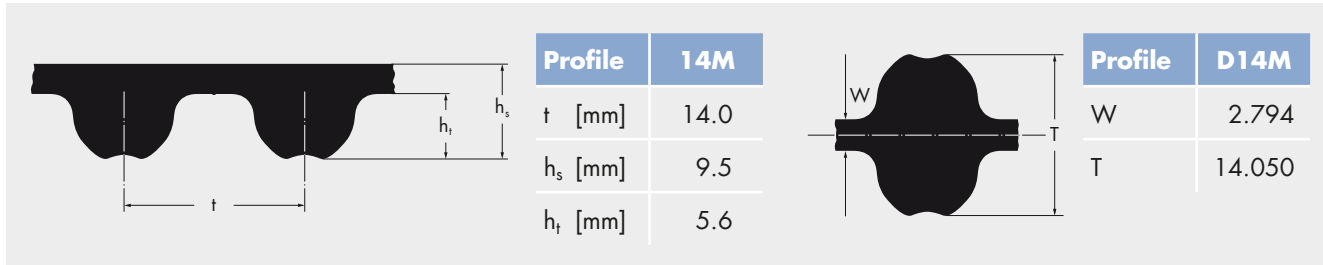 hₛ
hₜ
t
Profile 14M
t [mm] 14.0
hₛ [mm] 9.5
hₜ [mm] 5.6
W
T
Profile D14M
W 2.794
T 14.050